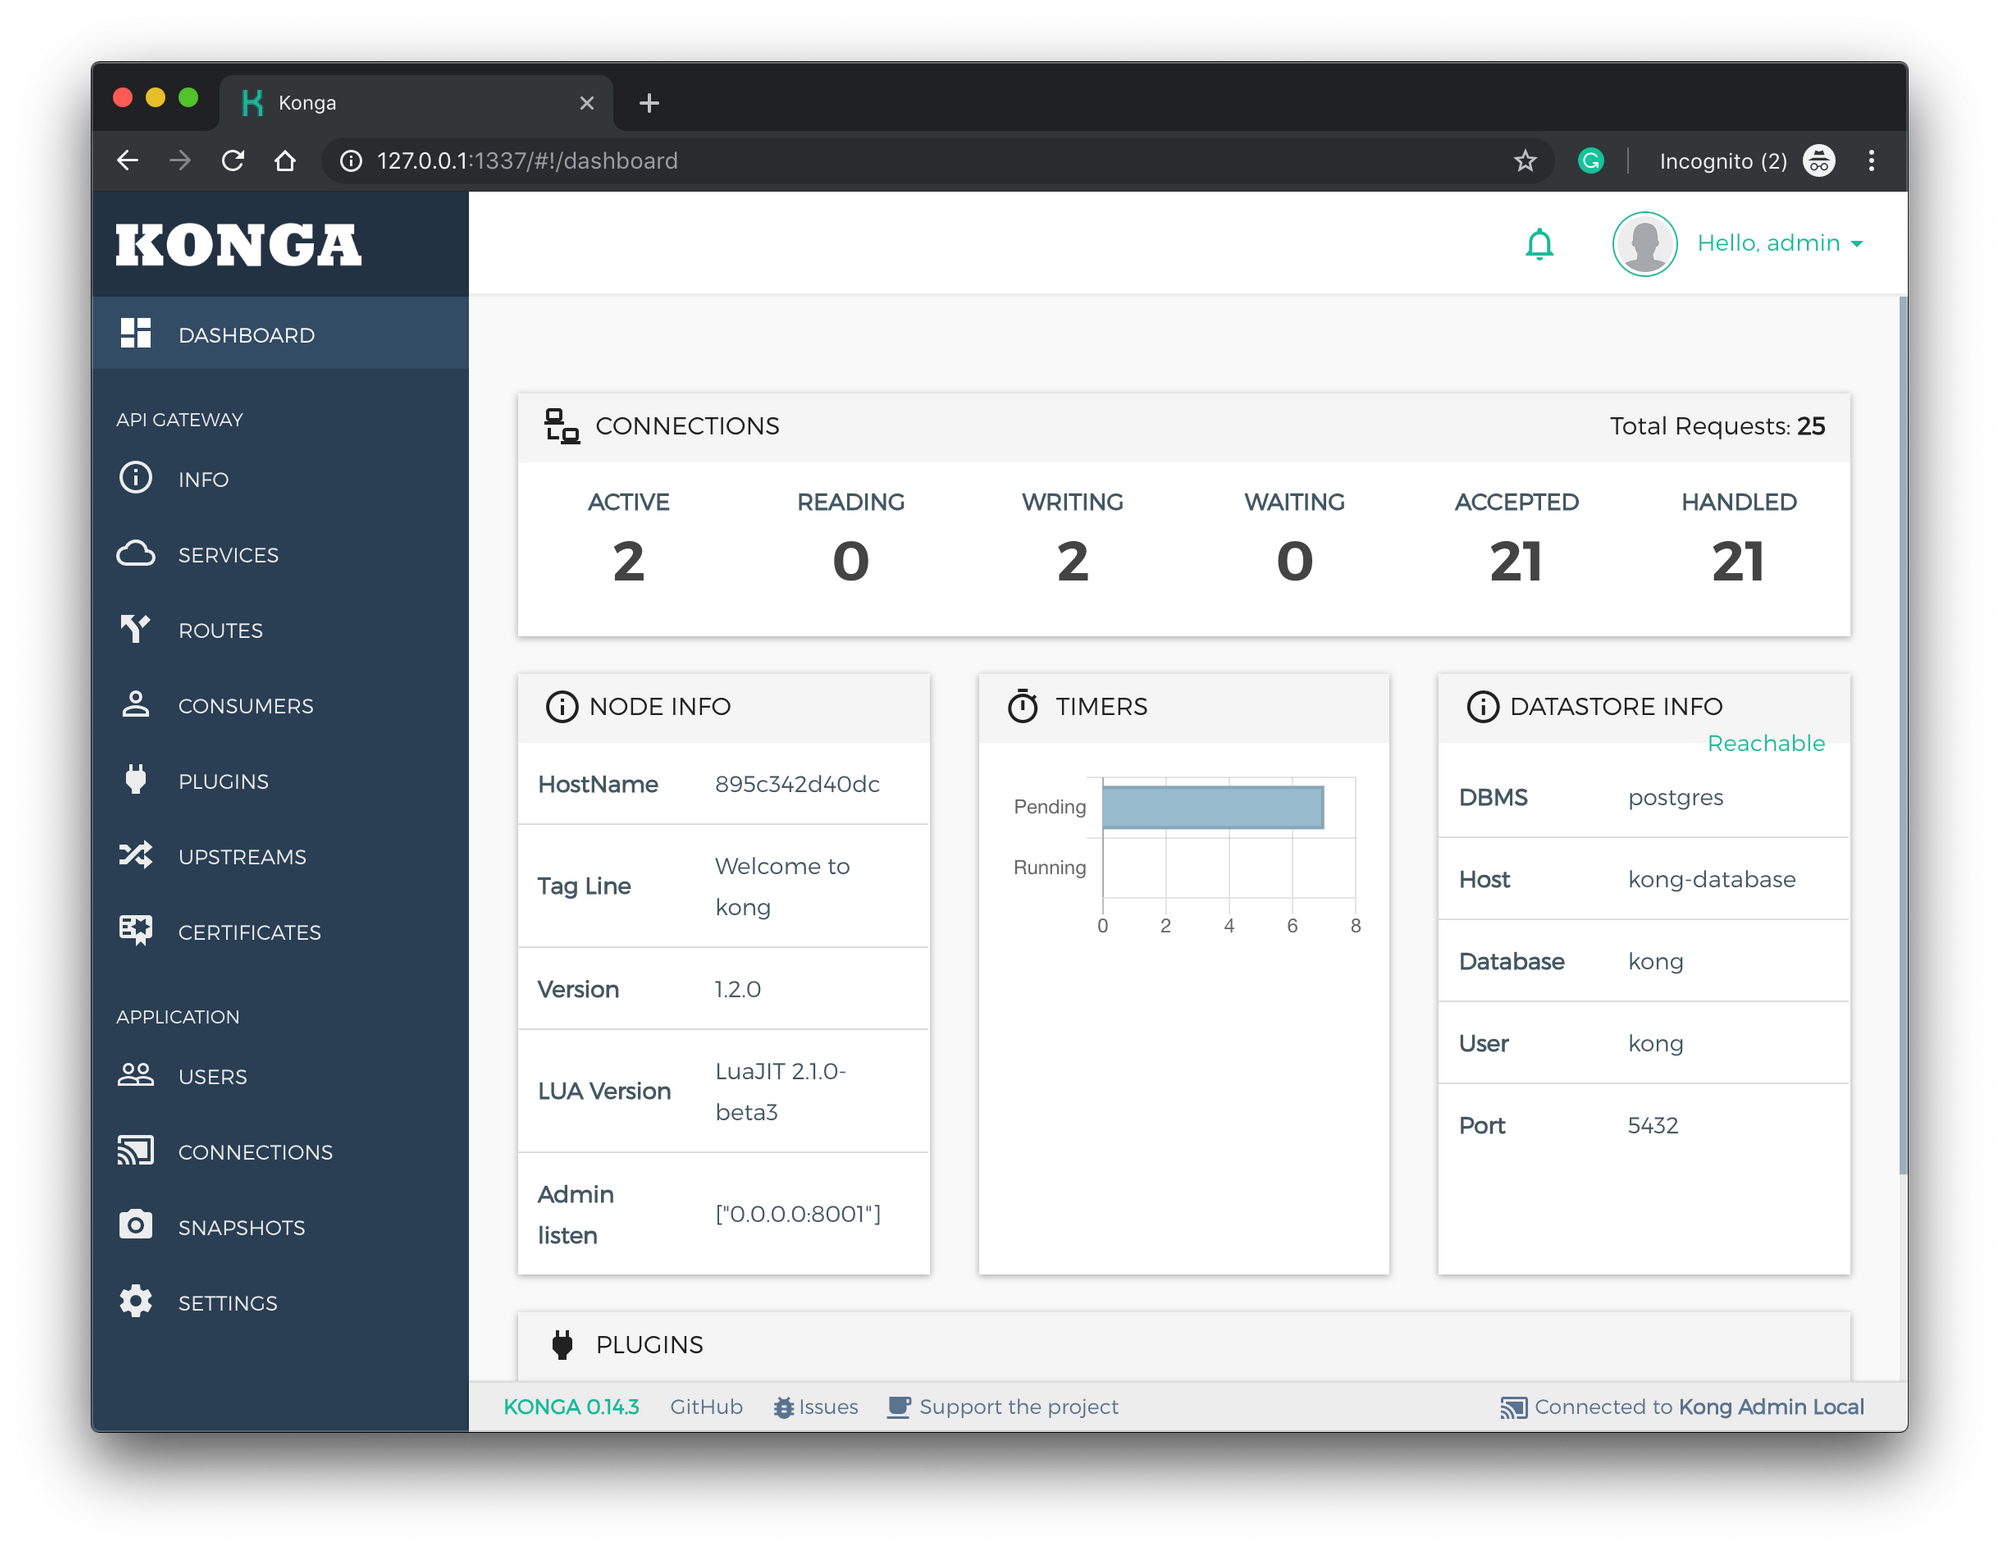 Konga
127.0.0.1:1337/#!/dashboard
Incognito (2)
KONGA
Hello, admin
DASHBOARD
API GATEWAY
INFO
SERVICES
ROUTES
CONSUMERS
PLUGINS
UPSTREAMS
CERTIFICATES
APPLICATION
USERS
CONNECTIONS
SNAPSHOTS
SETTINGS
CONNECTIONS
Total Requests: 25
ACTIVE READING WRITING WAITING ACCEPTED HANDLED
2 0 2 0 21 21
NODE INFO
HostName 895c342d40dc
Tag Line Welcome to
kong
Version 1.2.0
LUA Version LuaJIT 2.1.0-
beta3
Admin
listen ["0.0.0.0:8001"]
TIMERS
Pending
Running
0 2 4 6 8
DATASTORE INFO
Reachable
DBMS postgres
Host kong-database
Database kong
User kong
Port 5432
PLUGINS
KONGA 0.14.3 GitHub Issues Support the project
Connected to Kong Admin Local